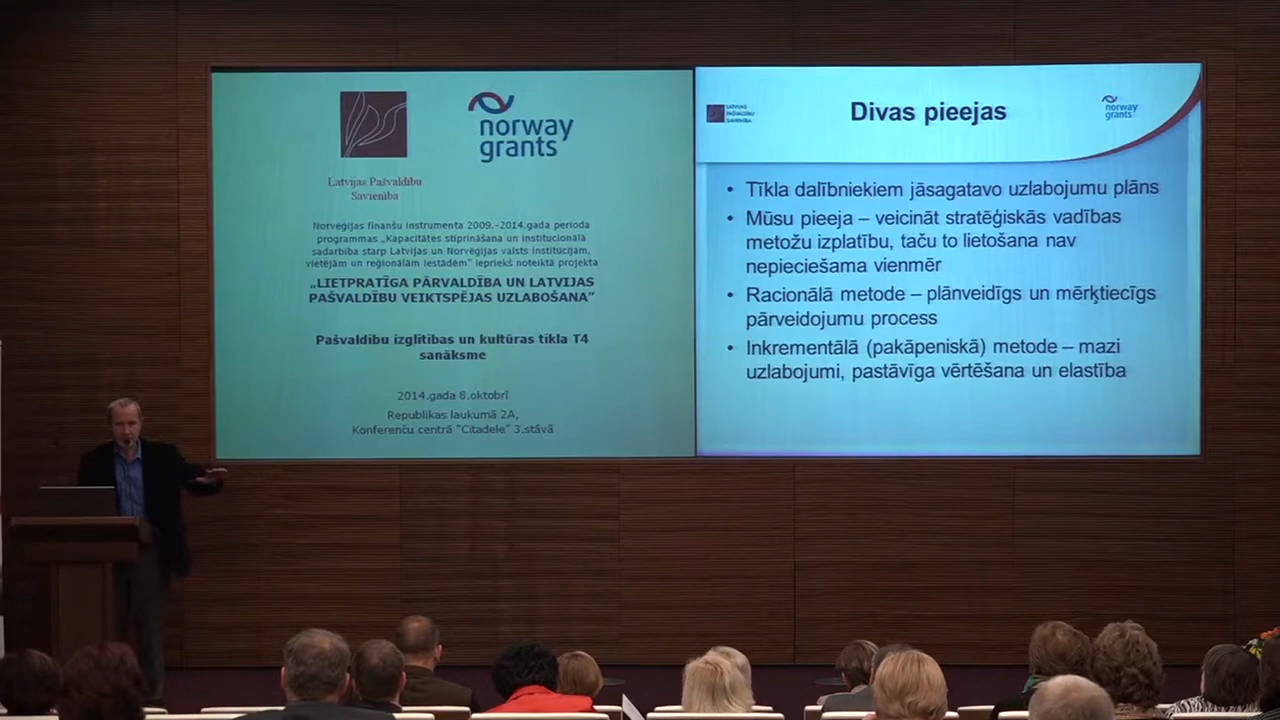 norway
grants
Latvijas Pašvaldību
Savienība
Norvēģijas finanšu instrumenta 2009.-2014.gada perioda
programmas „Kapacitātes stiprināšana un institucionālā
sadarbība starp Latvijas un Norvēģijas valsts institūcijām,
vietējām un reģionālām iestādēm” iepriekš noteiktā projekta
„LIETPRATĪGA PĀRVALDĪBA UN LATVIJAS
PAŠVALDĪBU VEIKTSPĒJAS UZLABOŠANA”
Pašvaldību izglītības un kultūras tīkla T4
sanāksme
2014.gada 8.oktobrī
Republikas laukumā 2A,
Konferenču centrā “Citadele” 3.stāvā
LATVIJAS
PAŠVALDĪBU
SAVIENĪBA
Divas pieejas
norway
grants
• Tīkla dalībniekiem jāsagatavo uzlabojumu plāns
• Mūsu pieeja – veicināt stratēģiskās vadības
metožu izplatību, taču to lietošana nav
nepieciešama vienmēr
• Racionālā metode – plānveidīgs un mērķtiecīgs
pārveidojumu process
• Inkrementālā (pakāpeniskā) metode – mazi
uzlabojumi, pastāvīga vērtēšana un elastība